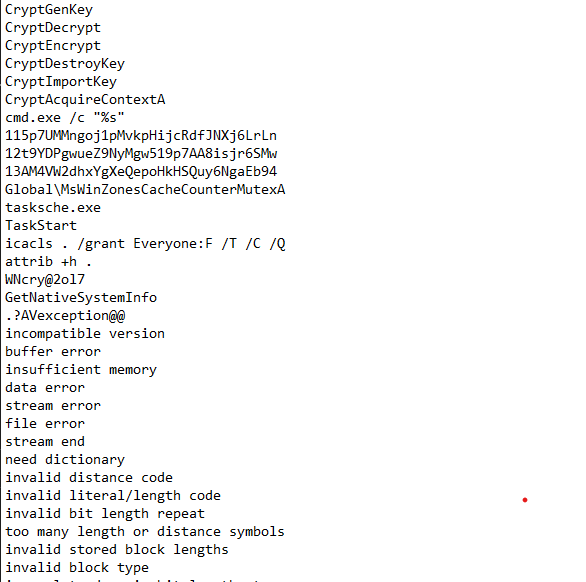 CryptGenKey
CryptDecrypt
CryptEncrypt
CryptDestroyKey
CryptImportKey
CryptAcquireContextA
cmd.exe /c "%s"
115p7UMMngoj1pMvkpHijcRdfJNXj6LrLn
12t9YDPgwueZ9NyMgw519p7AA8isjr6SMw
13AM4VW2dhxYgXeQepoHkHSQuy6NgaEb94
Global\MsWinZonesCacheCounterMutexA
tasksche.exe
TaskStart
icacls . /grant Everyone:F /T /C /Q
attrib +h .
WNcry@2ol7
GetNativeSystemInfo
.?AVexception@@
incompatible version
buffer error
insufficient memory
data error
stream error
file error
stream end
need dictionary
invalid distance code
invalid literal/length code
invalid bit length repeat
too many length or distance symbols
invalid stored block lengths
invalid block type